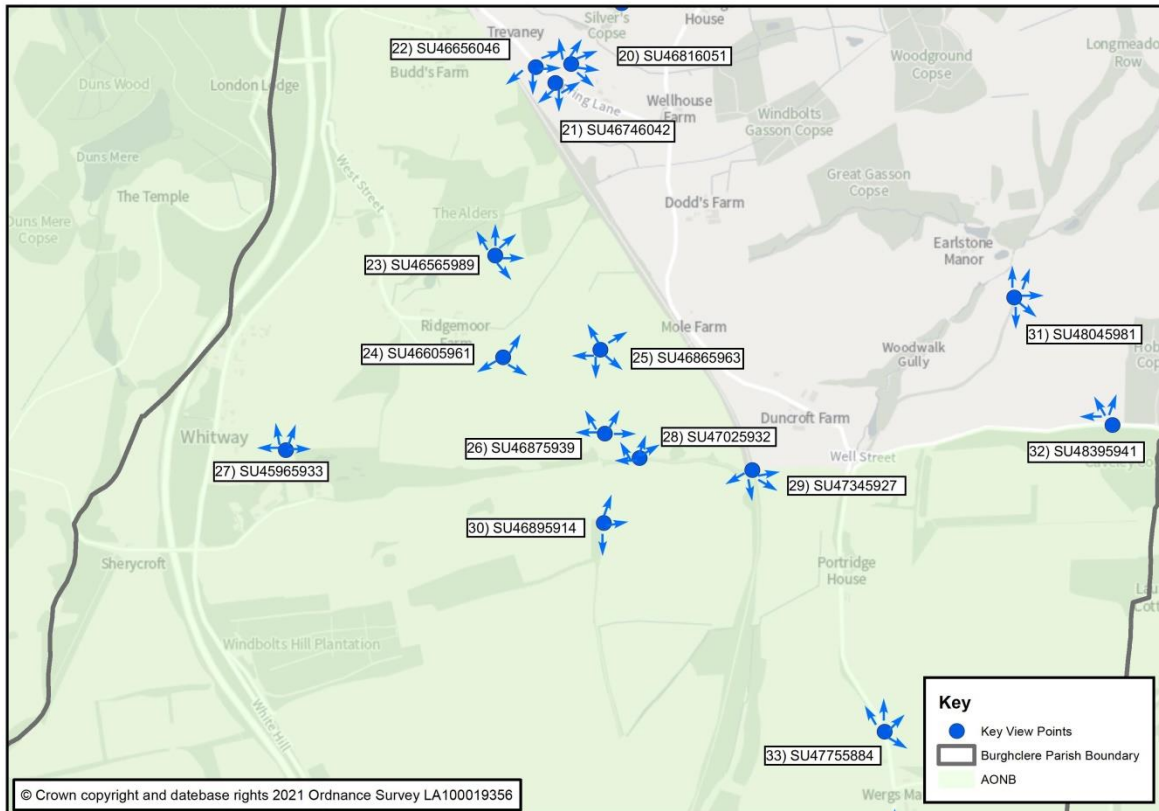 Silver's
Copse
House
Trevaney
22) SU46656046
20) SU46816051
Budd's Farm
Woodground
Copse
Longmeadow
Row
Duns Wood
London Lodge
Wellhouse
Farm
21) SU46746042
Windbolts
Gasson Copse
Duns Mere
West Street
Great Gasson
Copse
The Temple
The Alders
Dodd's Farm
Duns Mere
Copse
Earlstone
Manor
23) SU46565989
Ridgemoor
Farm
Mole Farm
31) SU48045981
24) SU46605961
25) SU46865963
Woodwalk
Gully
Duncroft Farm
Whitway
26) SU46875939
28) SU47025932
Well Street
27) SU45965933
32) SU48395941
29) SU47345927
30) SU46895914
Sherycroft
Portridge
House
Windbolts Hill Plantation
White Hill
33) SU47755884
Key
Key View Points
Burghclere Parish Boundary
AONB
© Crown copyright and datebase rights 2021 Ordnance Survey LA100019356